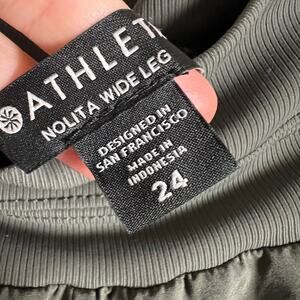 ATHLET
NOLITA WIDE LEG
DESIGNED IN
SAN FRANCISCO
MADE IN
INDONESIA
24